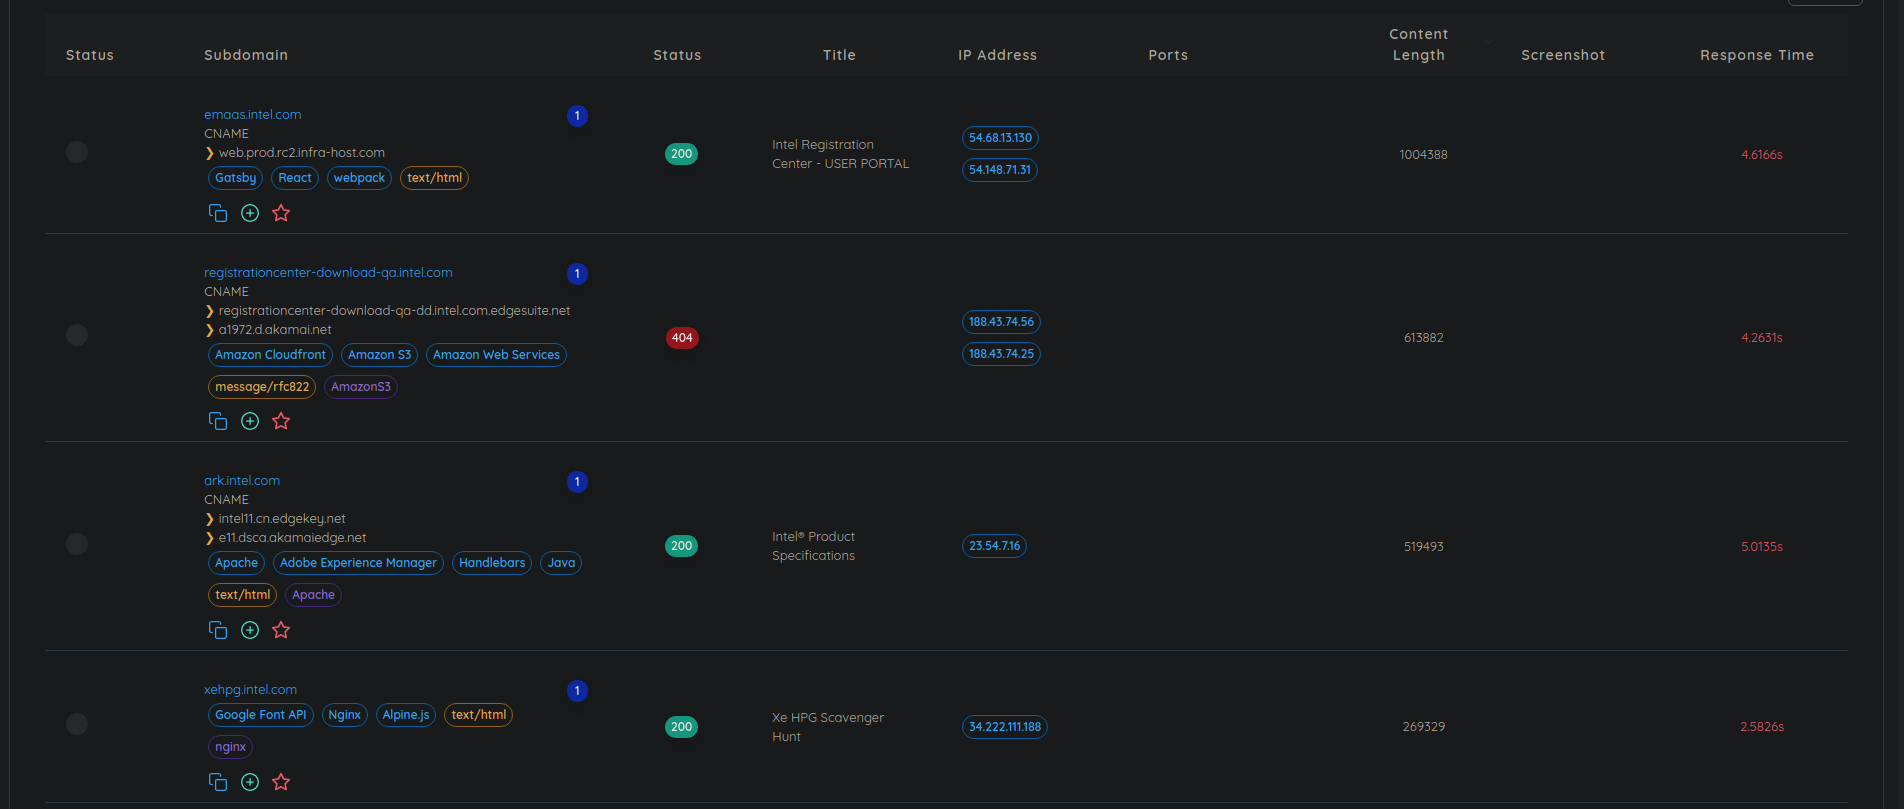 Status Subdomain Status Title IP Address Ports Content Length Screenshot Response Time
emaas.intel.com 1
CNAME
❯ web.prod.rc2.infra-host.com
Gatsby React webpack text/html
200
Intel Registration
Center - USER PORTAL
54.68.13.130
54.148.71.31
1004388
4.6166s
registrationcenter-download-qa.intel.com 1
CNAME
❯ registrationcenter-download-qa-dd.intel.com.edgesuite.net
❯ a1972.d.akamai.net
Amazon Cloudfront Amazon S3 Amazon Web Services
message/rfc822 AmazonS3
404
188.43.74.56
188.43.74.25
613882
4.2631s
ark.intel.com 1
CNAME
❯ intel11.cn.edgekey.net
❯ e11.dsca.akamaiedge.net
Apache Adobe Experience Manager Handlebars Java
text/html Apache
200
Intel® Product
Specifications
23.54.7.16
519493
5.0135s
xehpg.intel.com 1
Google Font API Nginx Alpine.js text/html
nginx
200
Xe HPG Scavenger
Hunt
34.222.111.188
269329
2.5826s